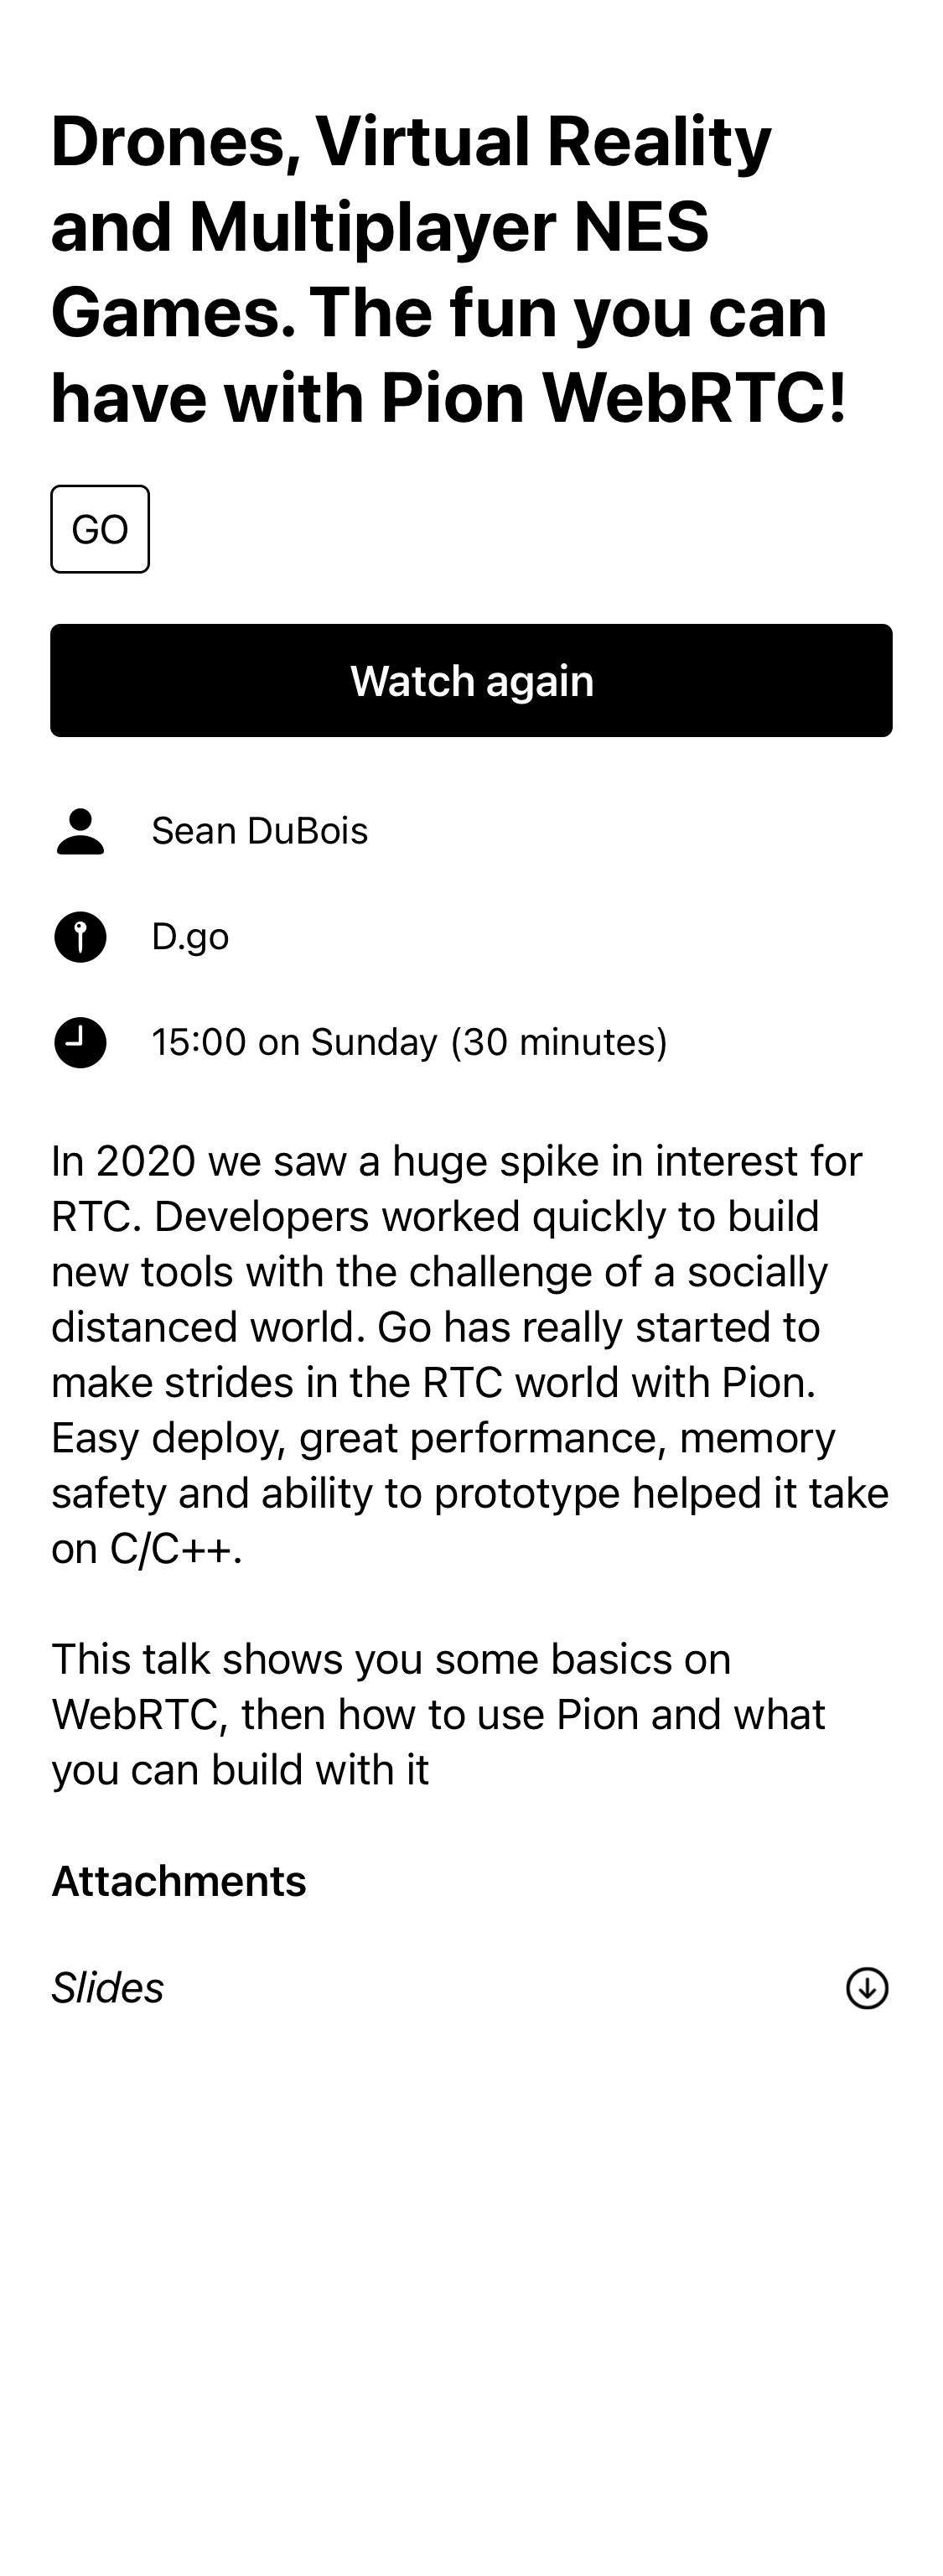 Drones, Virtual Reality
and Multiplayer NES
Games. The fun you can
have with Pion WebRTC!
GO
Watch again
Sean DuBois
D.go
15:00 on Sunday (30 minutes)
In 2020 we saw a huge spike in interest for
RTC. Developers worked quickly to build
new tools with the challenge of a socially
distanced world. Go has really started to
make strides in the RTC world with Pion.
Easy deploy, great performance, memory
safety and ability to prototype helped it take
on C/C++.
This talk shows you some basics on
WebRTC, then how to use Pion and what
you can build with it
Attachments
Slides